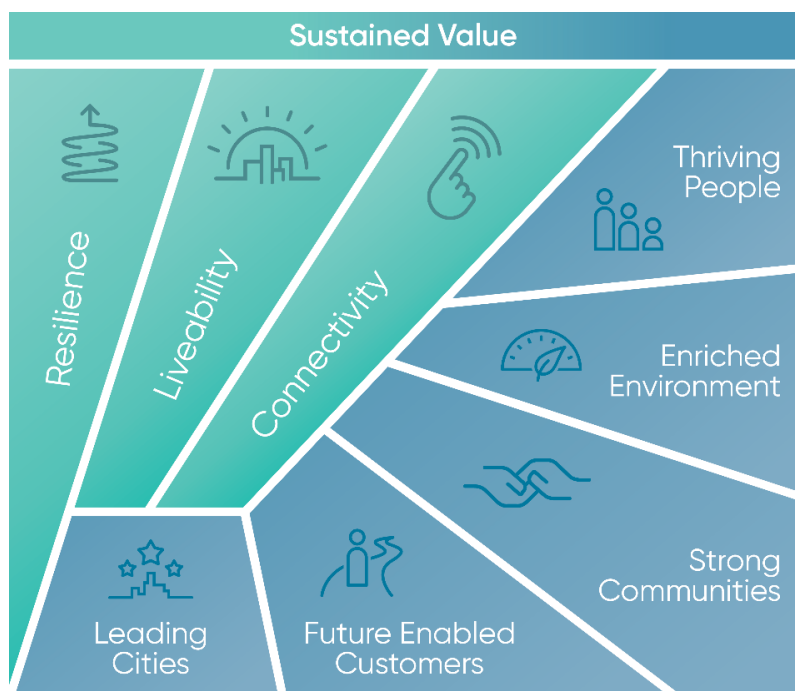 Sustained Value
Resilience
Liveability
Connectivity
Thriving
People
Enriched
Environment
Strong
Communities
Future Enabled
Customers
Leading
Cities